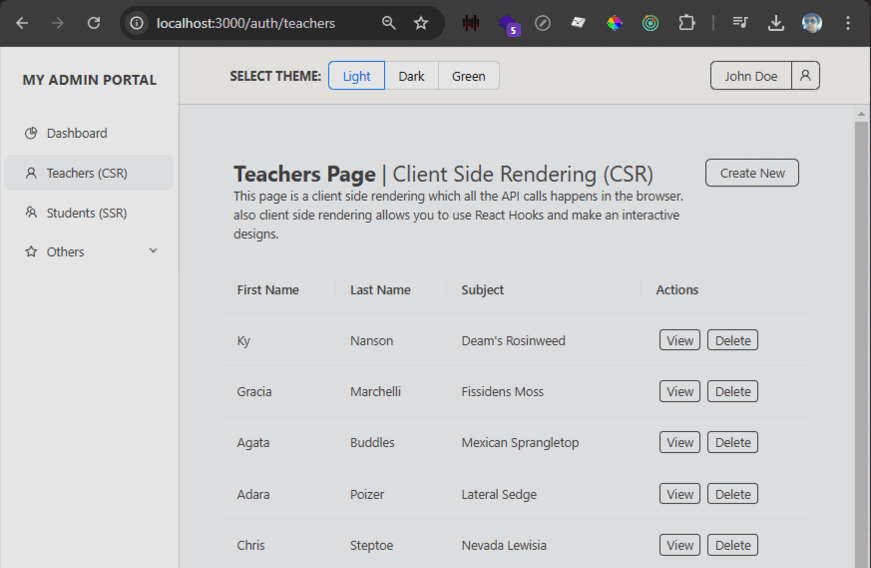 localhost:3000/auth/teachers
5
MY ADMIN PORTAL
SELECT THEME: Light Dark Green
John Doe
Dashboard
Teachers (CSR)
Students (SSR)
Others
Teachers Page | Client Side Rendering (CSR)
Create New
This page is a client side rendering which all the API calls happens in the browser.
also client side rendering allows you to use React Hooks and make an interactive
designs.
First Name Last Name Subject Actions
Ky Nanson Deam's Rosinweed View Delete
Gracia Marchelli Fissidens Moss View Delete
Agata Buddles Mexican Sprangletop View Delete
Adara Poizer Lateral Sedge View Delete
Chris Steptoe Nevada Lewisia View Delete